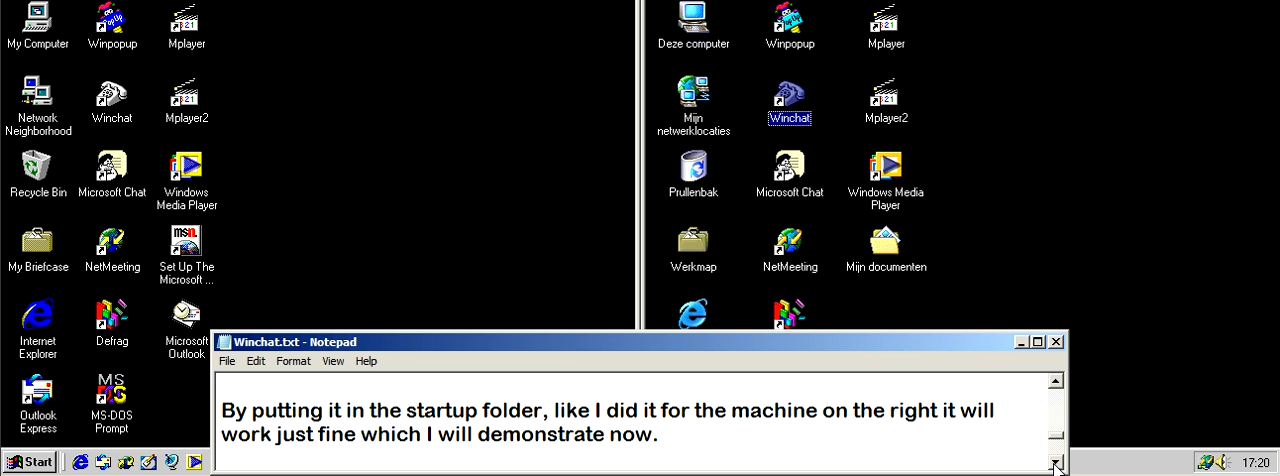 My Computer
Winpopup
Mplayer
Network
Neighborhood
Winchat
Mplayer2
Recycle Bin
Microsoft Chat
Windows
Media Player
My Briefcase
NetMeeting
Set Up The
Microsoft ...
Internet
Explorer
Defrag
Microsoft
Outlook
Outlook
Express
MS-DOS
Prompt
Deze computer
Winpopup
Mplayer
Mijn
netwerklocaties
Winchat
Mplayer2
Prullenbak
Microsoft Chat
Windows Media
Player
Werkmap
NetMeeting
Mijn documenten
Winchat.txt - Notepad
File Edit Format View Help
By putting it in the startup folder, like I did it for the machine on the right it will
work just fine which I will demonstrate now.
Start
17:20